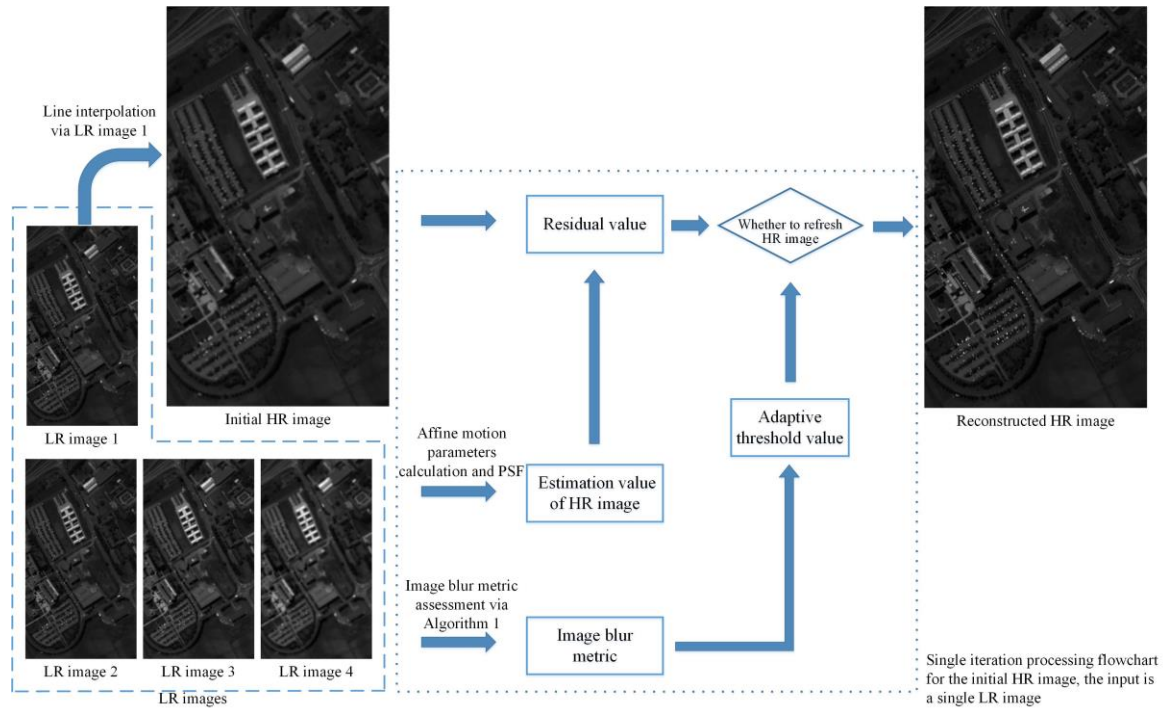 Line interpolation
via LR image 1
Initial HR image
LR image 1
LR image 2
LR image 3
LR image 4
LR images
Affine motion
parameters
calculation and PSF
Image blur metric
assessment via
Algorithm 1
Residual value
Estimation value
of HR image
Image blur
metric
Whether to refresh
HR image
Adaptive
threshold value
Reconstructed HR image
Single iteration processing flowchart
for the initial HR image, the input is
a single LR image